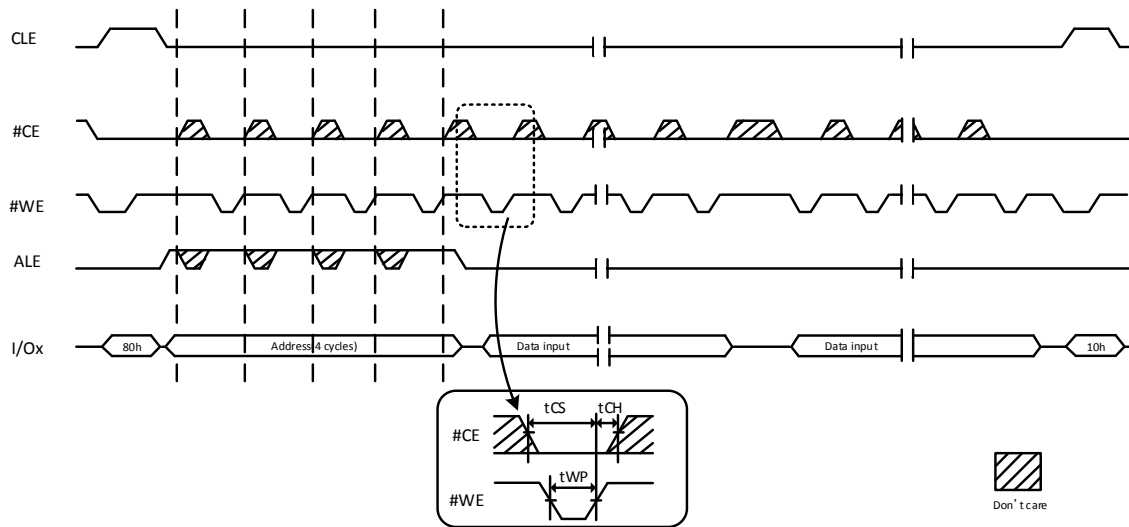 CLE
#CE
#WE
ALE
I/Ox
80h
Address(4 cycles)
Data input
Data input
10h
tCS
tCH
#CE
tWP
#WE
Don't care